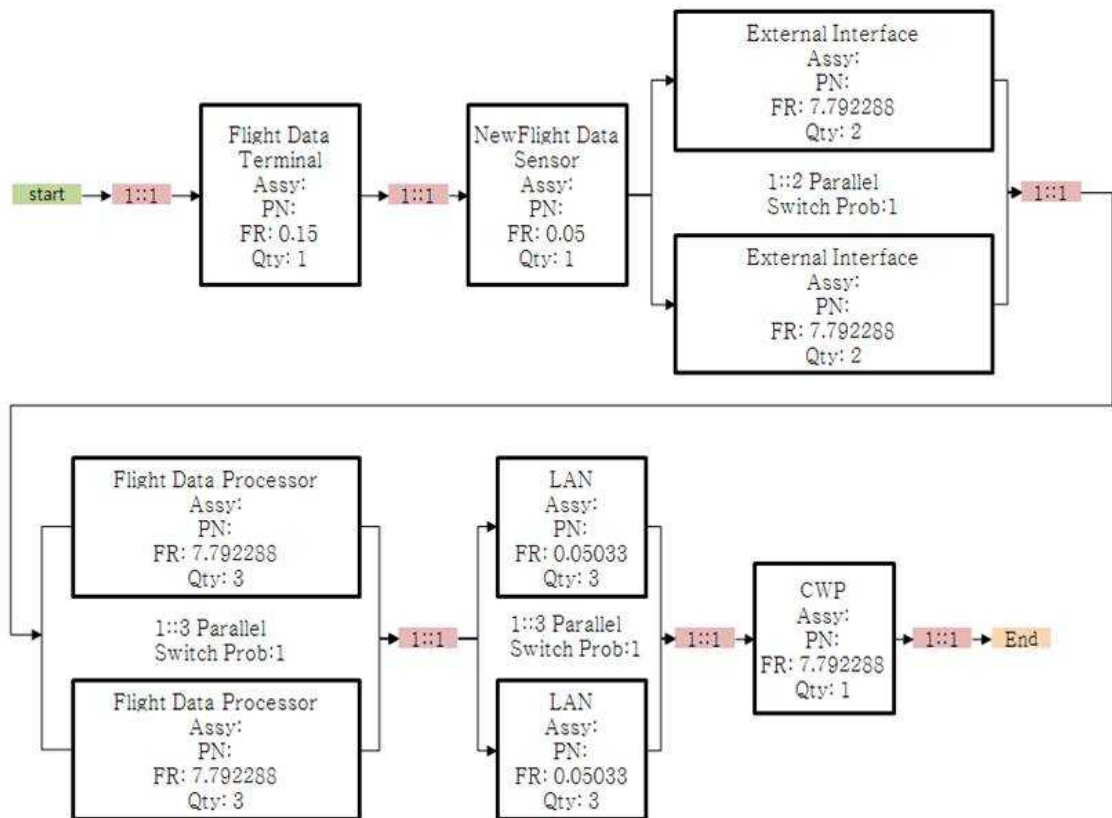 start
1::1
Flight Data
Terminal
Assy:
PN:
FR: 0.15
Qty: 1
1::1
NewFlight Data
Sensor
Assy:
PN:
FR: 0.05
Qty: 1
External Interface
Assy:
PN:
FR: 7.792288
Qty: 2
1::2 Parallel
Switch Prob:1
External Interface
Assy:
PN:
FR: 7.792288
Qty: 2
1::1
Flight Data Processor
Assy:
PN:
FR: 7.792288
Qty: 3
1::3 Parallel
Switch Prob:1
Flight Data Processor
Assy:
PN:
FR: 7.792288
Qty: 3
1::1
LAN
Assy:
PN:
FR: 0.05033
Qty: 3
1::3 Parallel
Switch Prob:1
LAN
Assy:
PN:
FR: 0.05033
Qty: 3
1::1
CWP
Assy:
PN:
FR: 7.792288
Qty: 1
1::1
End